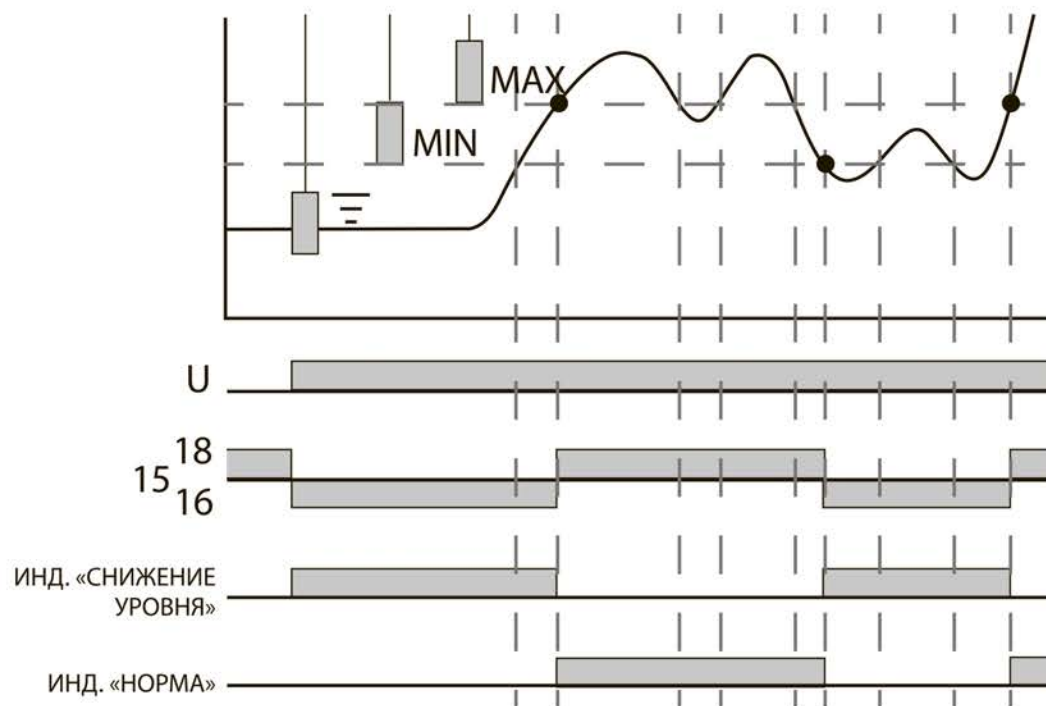 MAX
MIN
U
18
15
16
ИНД. «СНИЖЕНИЕ
УРОВНЯ»
ИНД. «НОРМА»